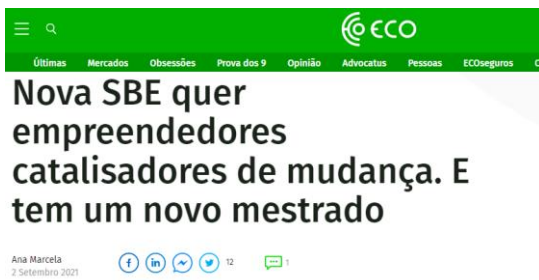 ECO
Últimas Mercados Obsessões Prova dos 9 Opinião Advocatus Pessoas ECOseguros
Nova SBE quer
empreendedores
catalisadores de mudança. E
tem um novo mestrado
Ana Marcela
2 Setembro 2021
12
1